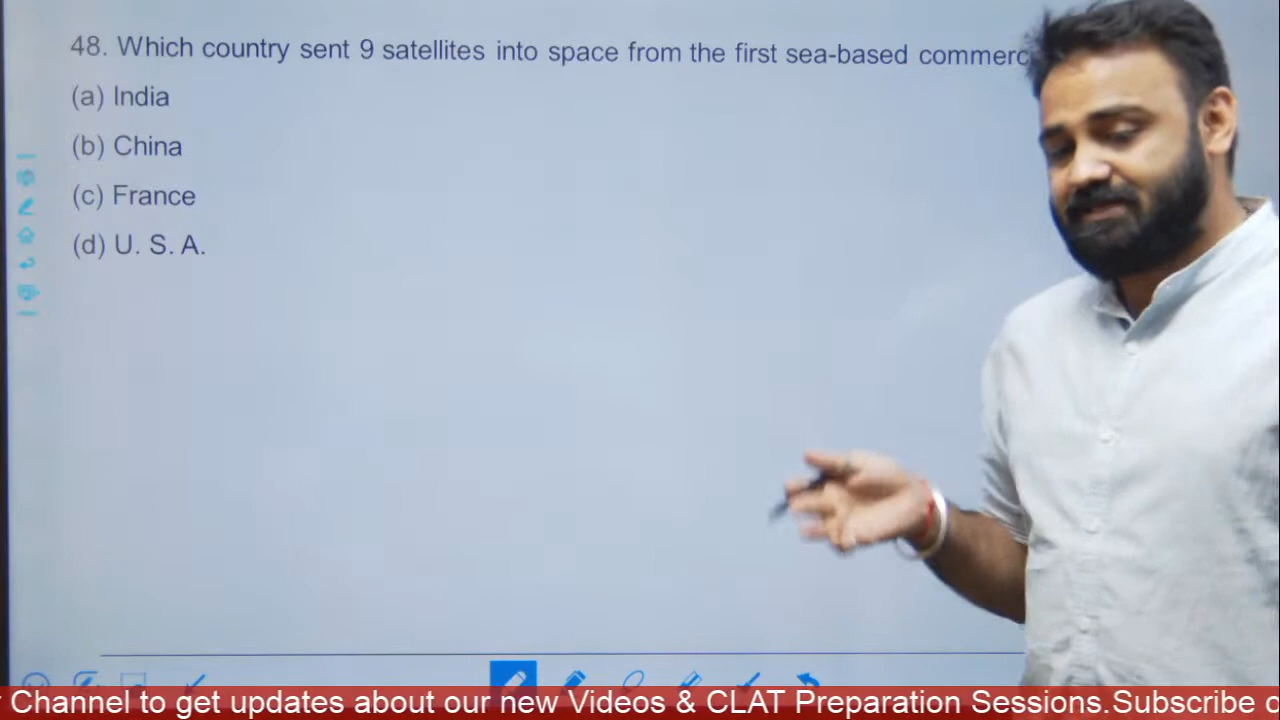 48. Which country sent 9 satellites into space from the first sea-based commerc
(a) India
(b) China
(c) France
(d) U. S. A.
Channel to get updates about our new Videos & CLAT Preparation Sessions.Subscribe